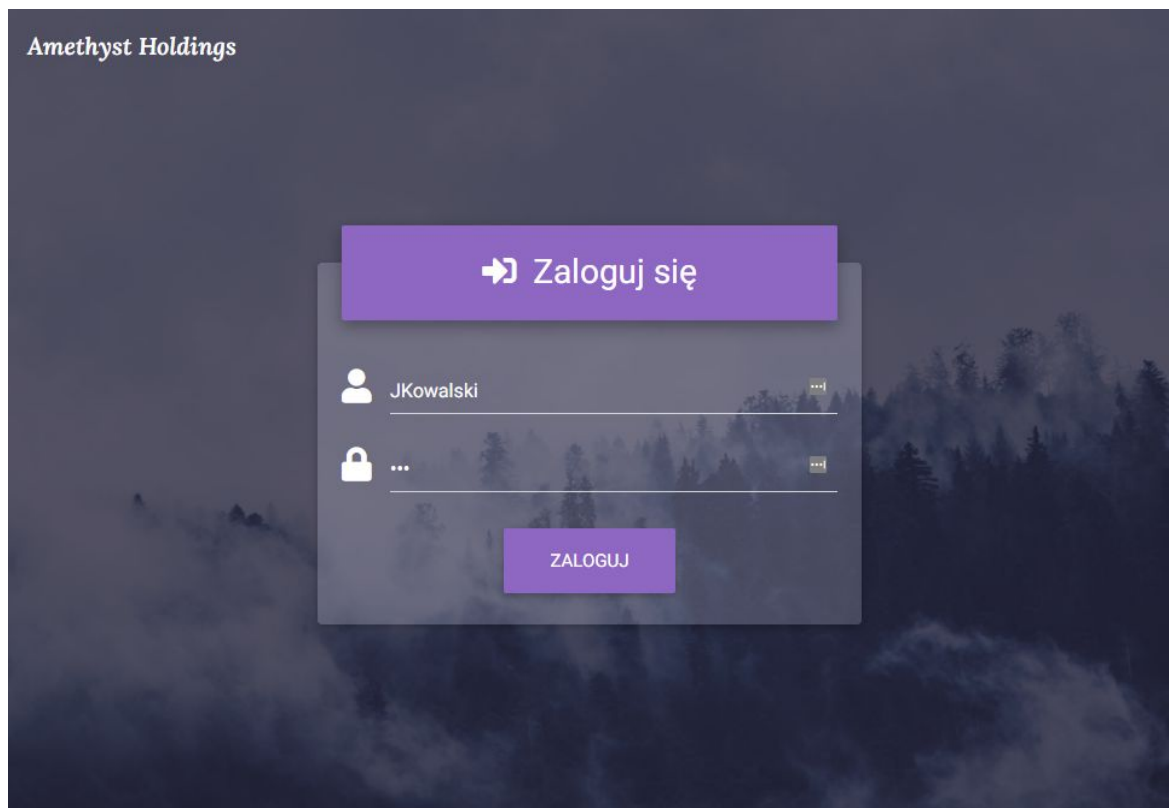 Amethyst Holdings
Zaloguj się
JKowalski
•••
ZALOGUJ